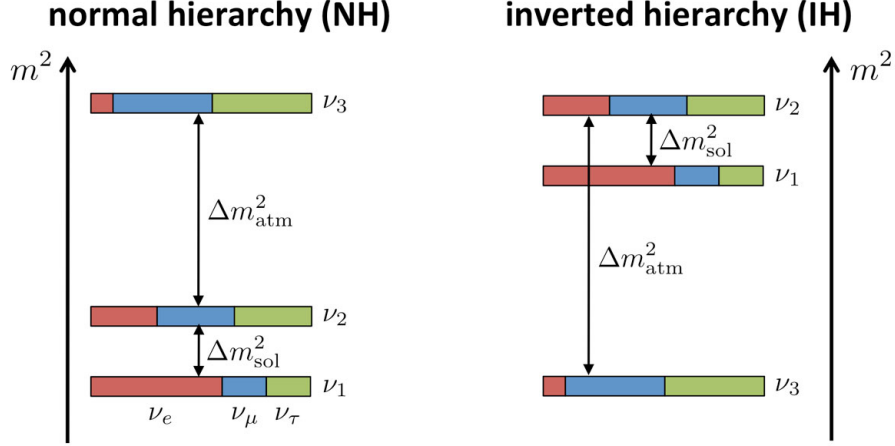 normal hierarchy (NH)
m²
ν₃
Δm²atm
ν₂
Δm²sol
ν₁
νe νμ ντ
inverted hierarchy (IH)
m²
ν₂
Δm²sol
ν₁
Δm²atm
ν₃